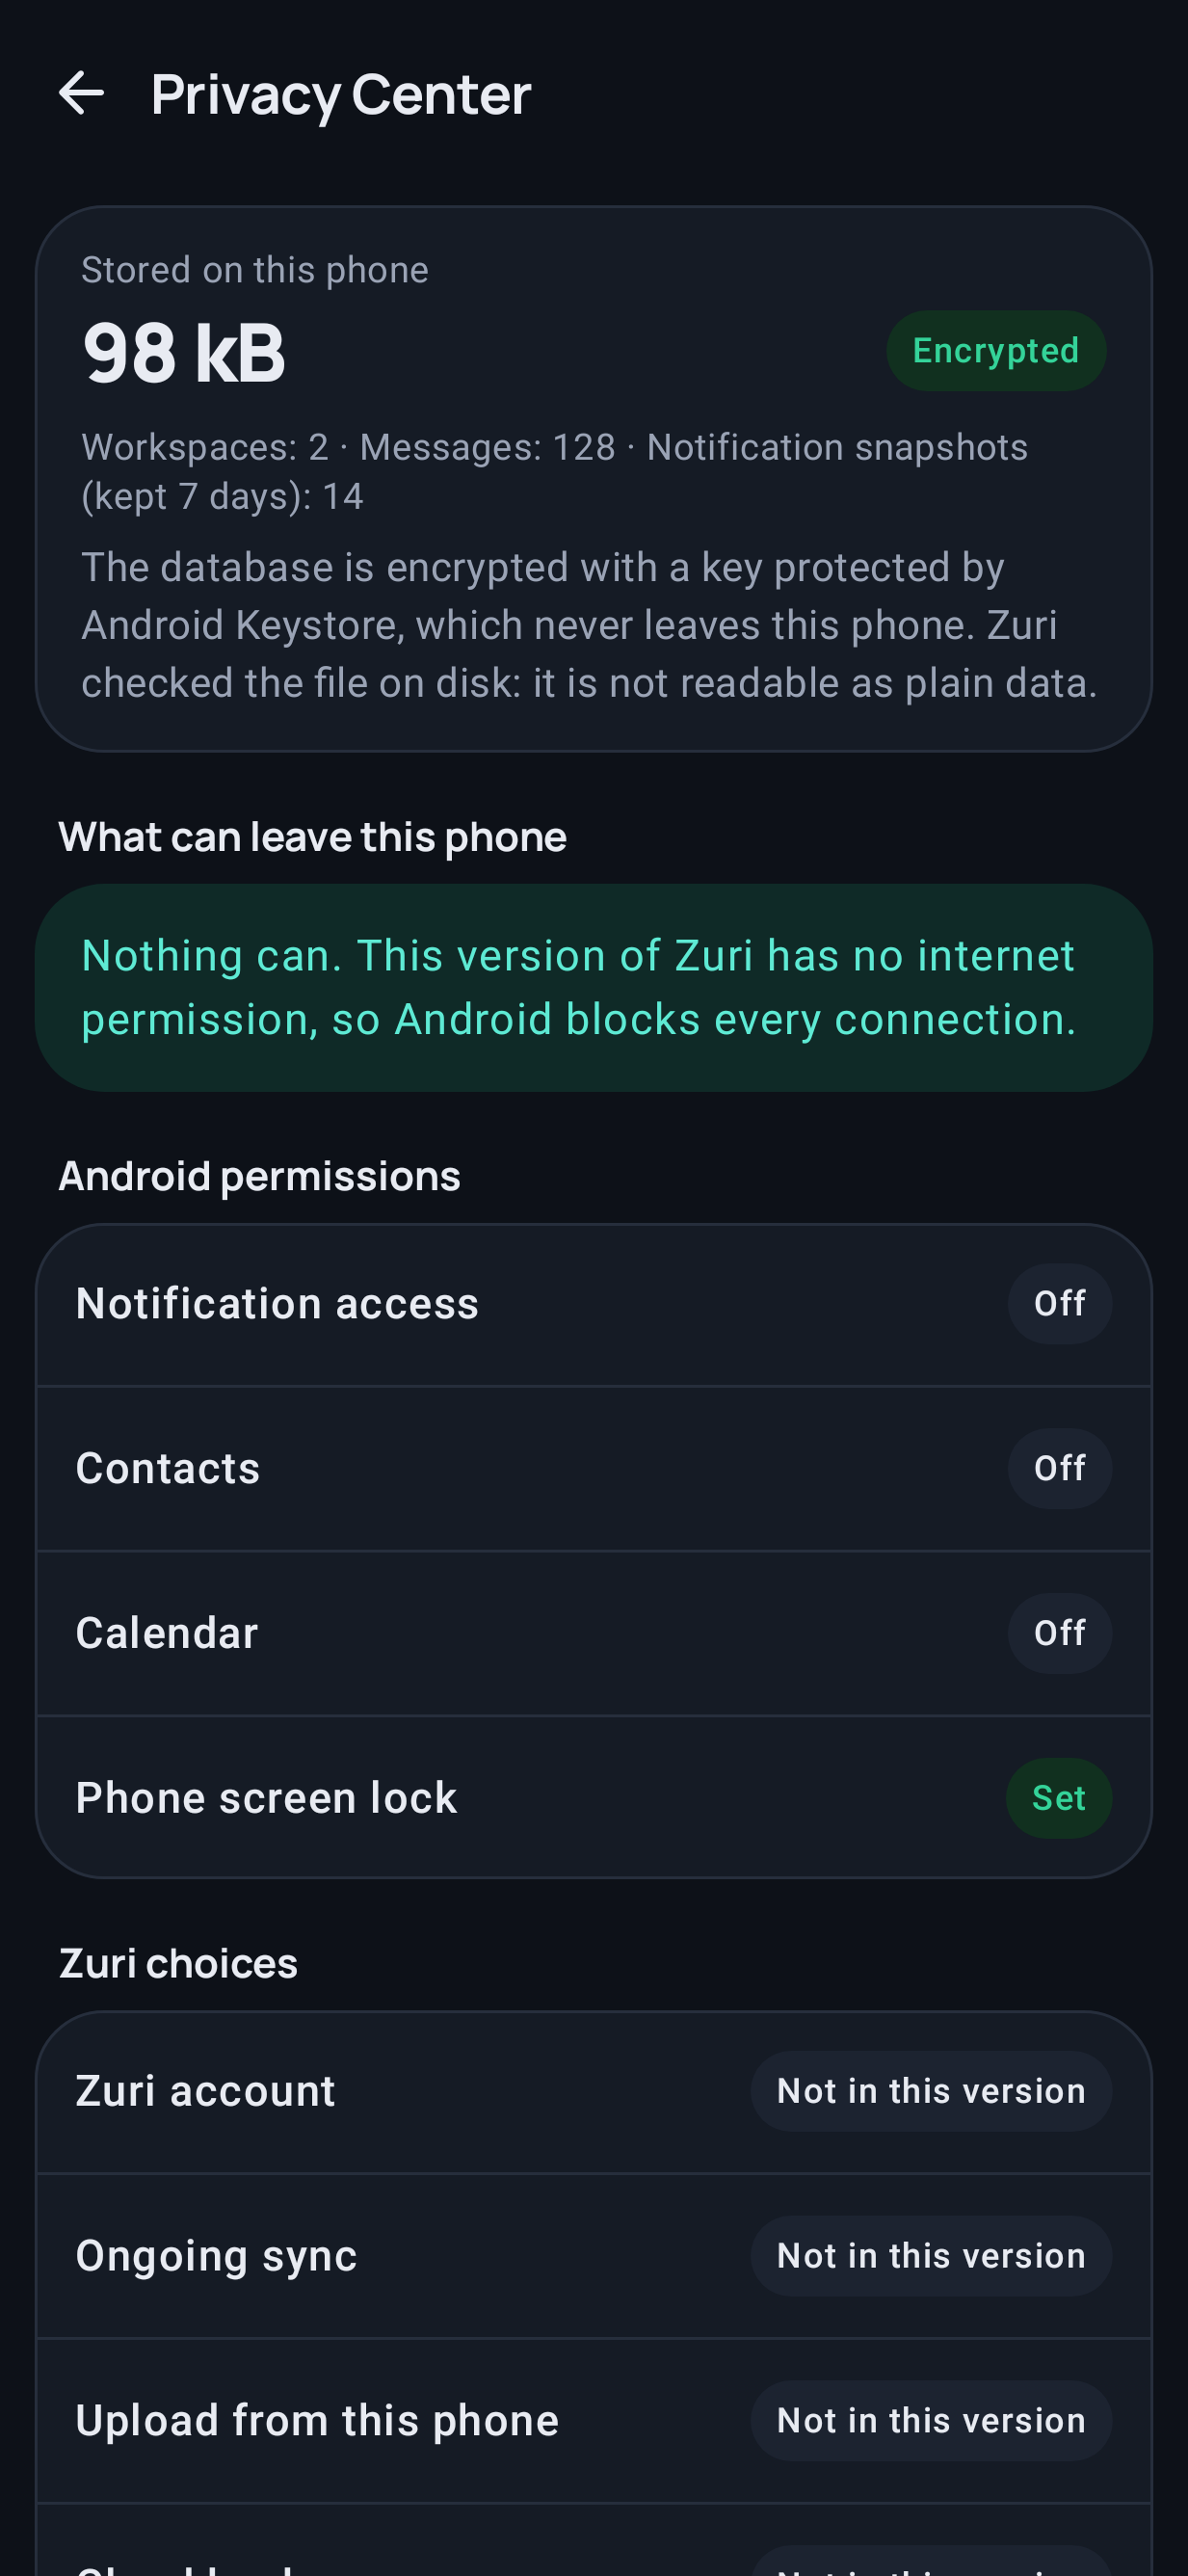 Privacy Center
Stored on this phone
98 kB
Encrypted
Workspaces: 2 · Messages: 128 · Notification snapshots
(kept 7 days): 14
The database is encrypted with a key protected by
Android Keystore, which never leaves this phone. Zuri
checked the file on disk: it is not readable as plain data.
What can leave this phone
Nothing can. This version of Zuri has no internet
permission, so Android blocks every connection.
Android permissions
Notification access
Off
Contacts
Off
Calendar
Off
Phone screen lock
Set
Zuri choices
Zuri account
Not in this version
Ongoing sync
Not in this version
Upload from this phone
Not in this version